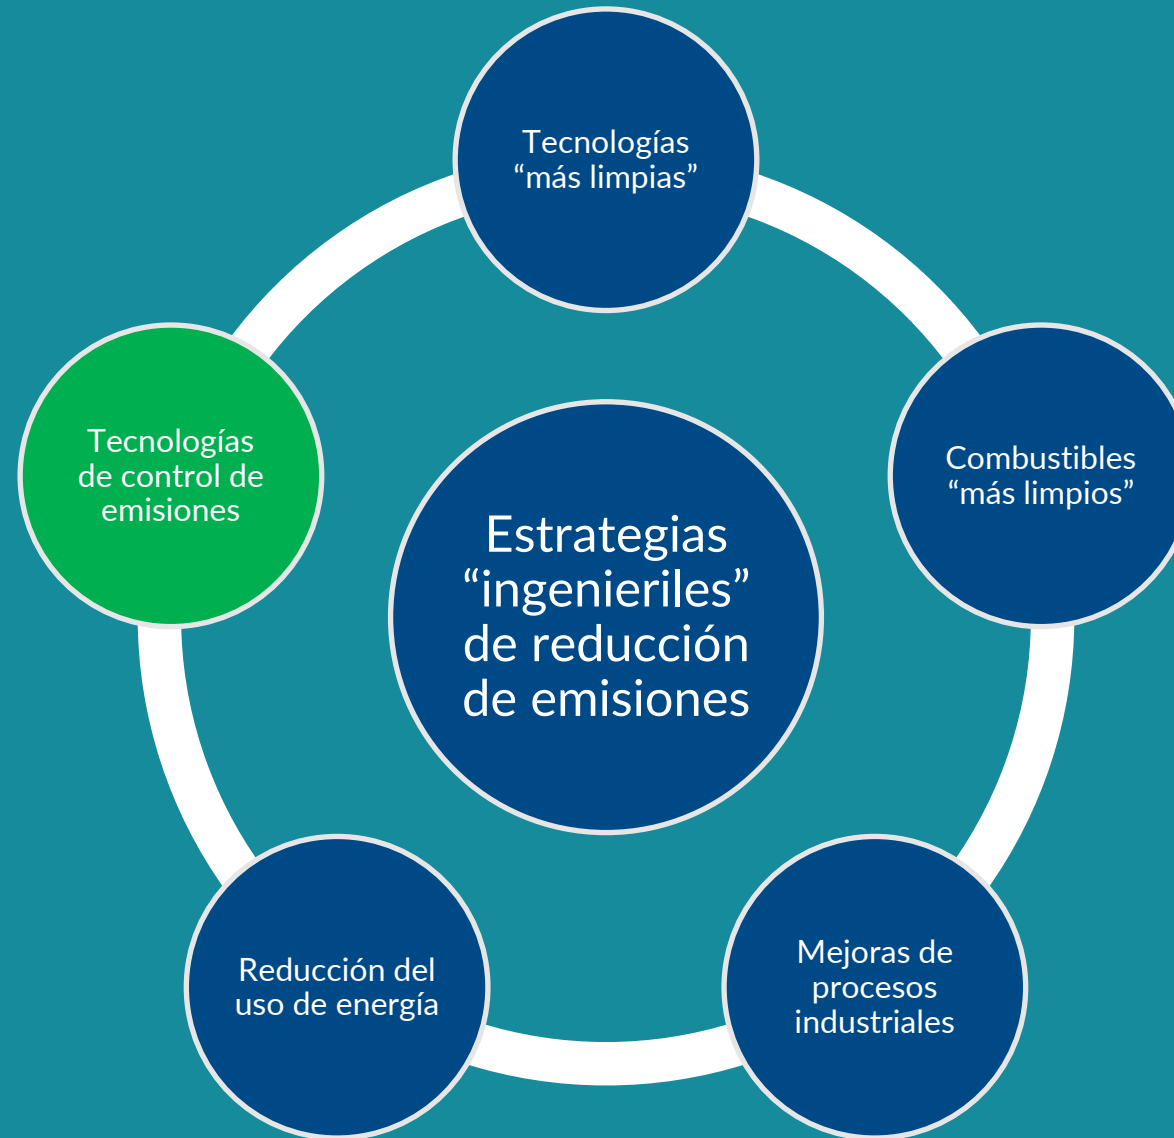 Tecnologías
“más limpias”
Combustibles
“más limpios”
Mejoras de
procesos
industriales
Reducción del
uso de energía
Tecnologías
de control de
emisiones
Estrategias
“ingenieriles”
de reducción
de emisiones